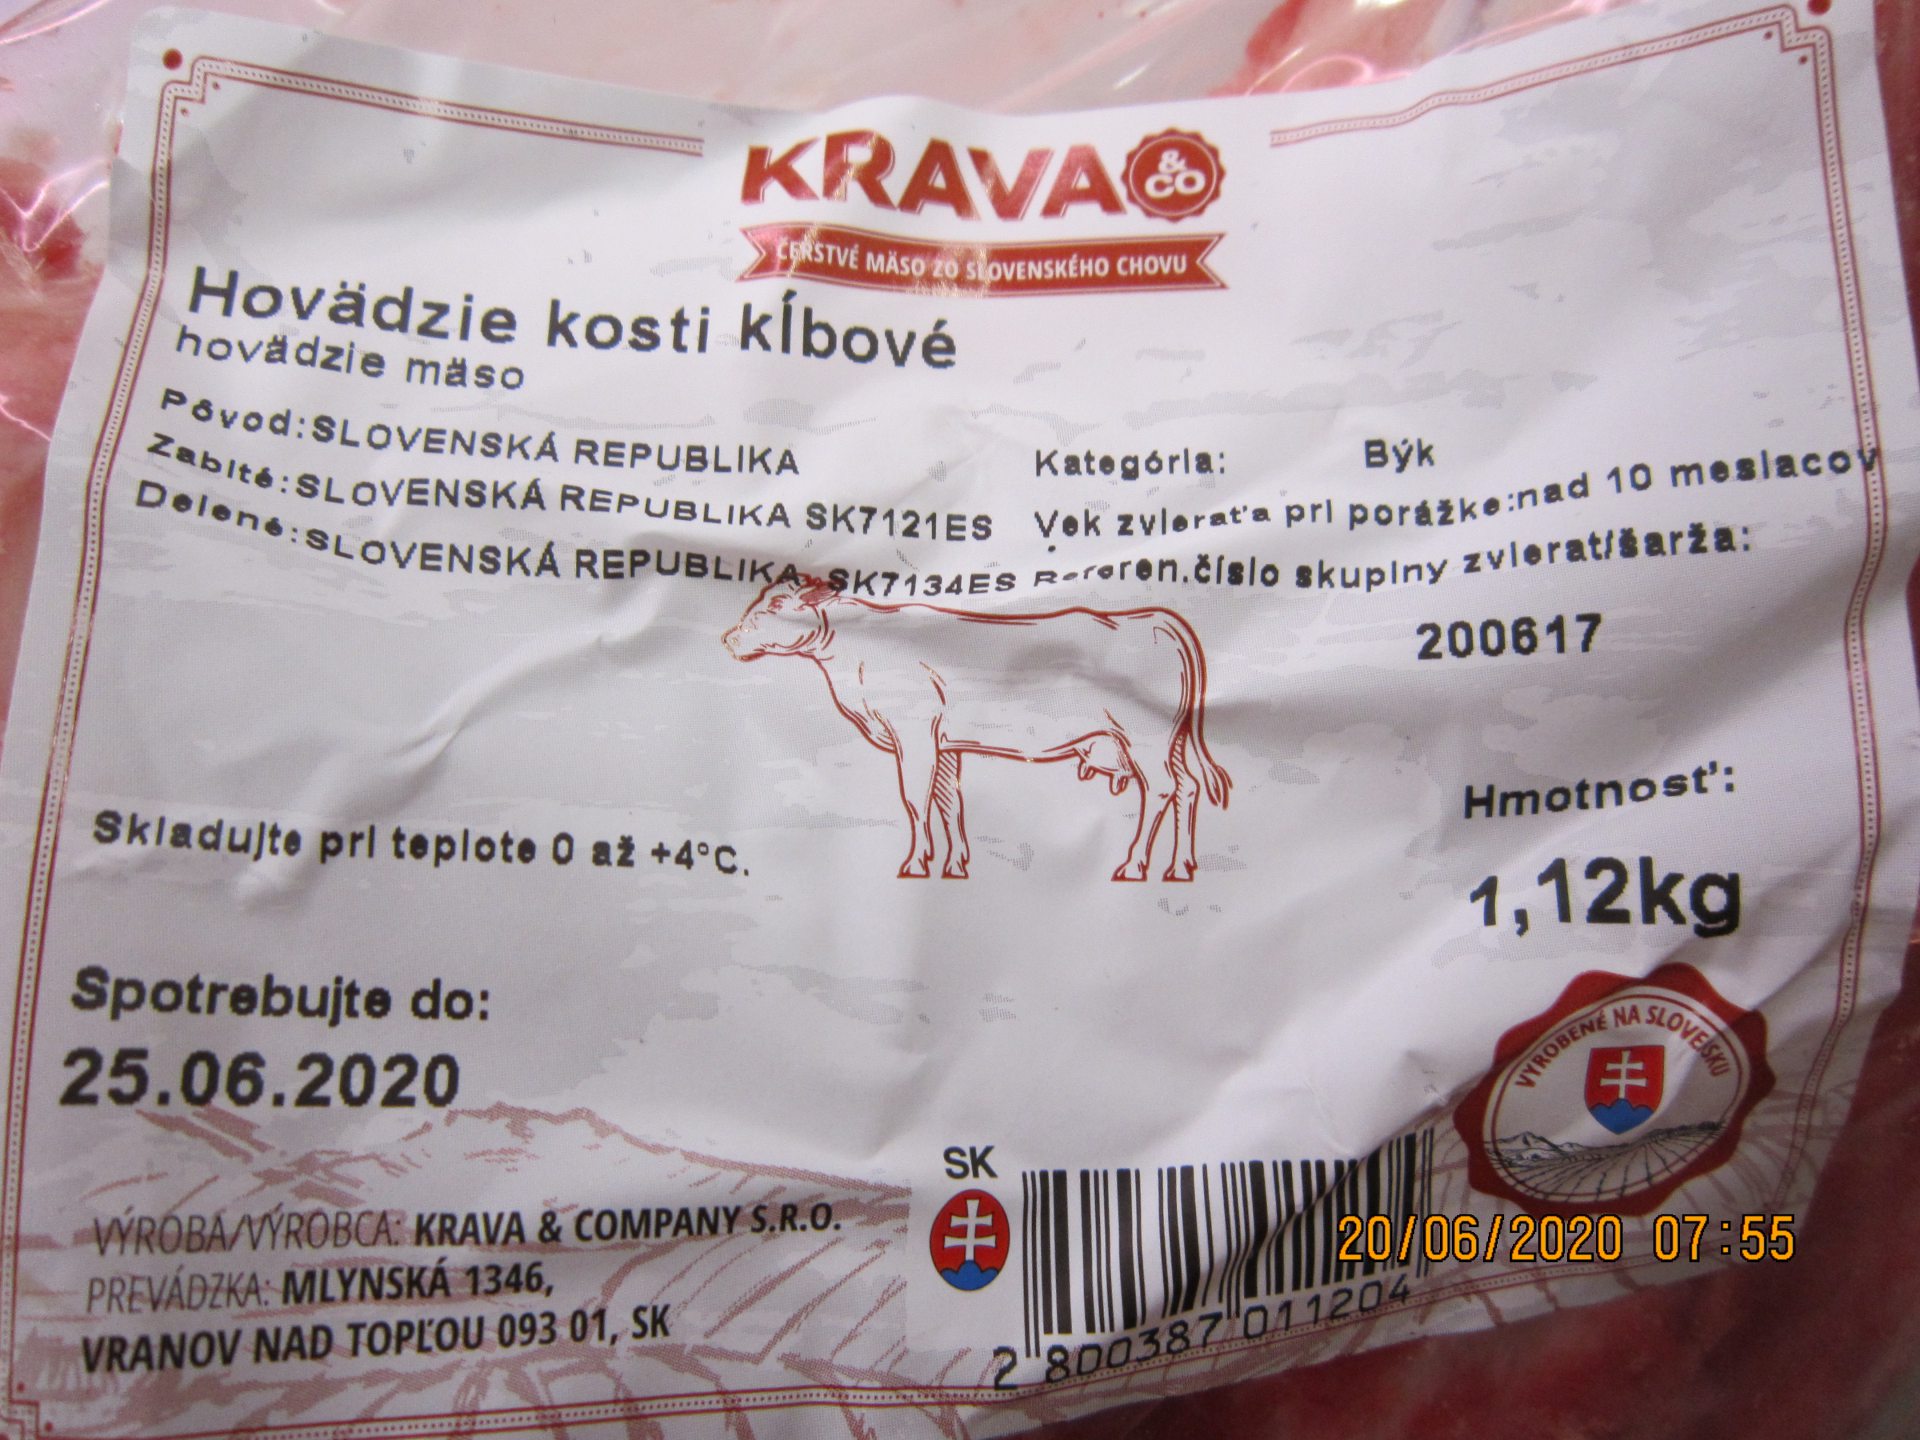 KRAVA &CO
ČERSTVÉ MÄSO ZO SLOVENSKÉHO CHOVU
Hovädzie kosti kĺbové
hovädzie mäso
Pôvod:SLOVENSKÁ REPUBLIKA
Zabité:SLOVENSKÁ REPUBLIKA SK7121ES
Delené:SLOVENSKÁ REPUBLIKA SK7134ES
Kategória: Býk
Vek zvieraťa pri porážke:nad 10 mesiacov
Referen.číslo skupiny zvierat/šarža:
200617
Skladujte pri teplote 0 až +4°C.
Hmotnosť:
1,12kg
Spotrebujte do:
25.06.2020
VYROBENÉ NA SLOVENSKU
SK
VÝROBA/VÝROBCA: KRAVA & COMPANY S.R.O.
PREVÁDZKA: MLYNSKÁ 1346,
VRANOV NAD TOPĽOU 093 01, SK
2 800387 011204
20/06/2020 07:55